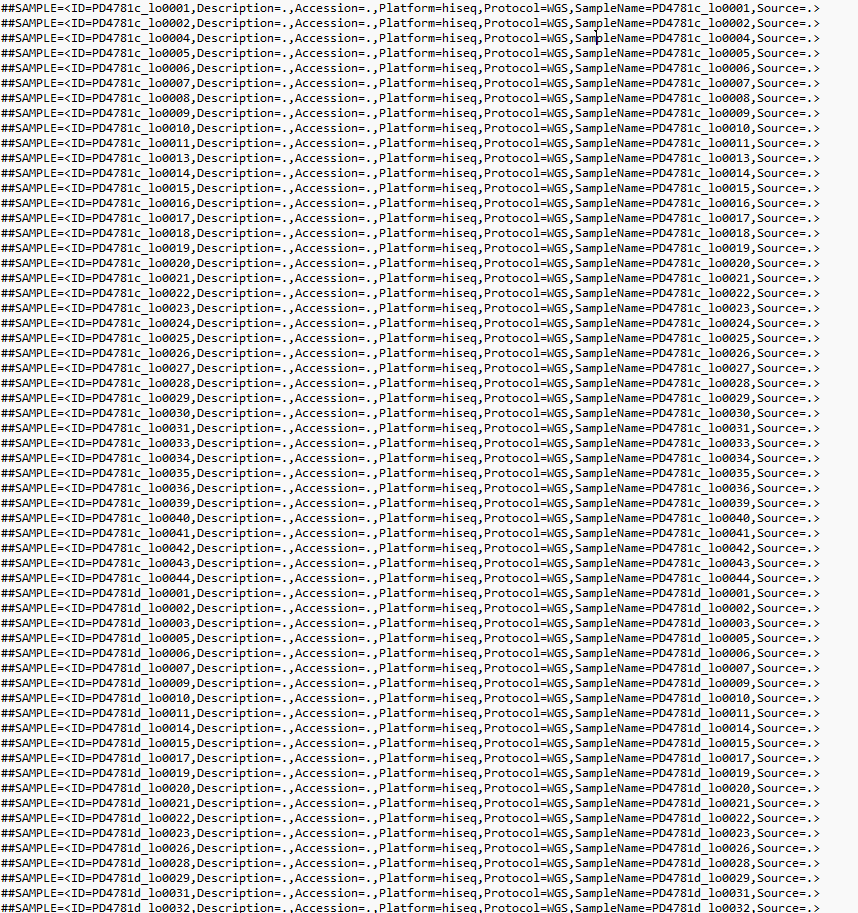 ##SAMPLE=<ID=PD4781c_lo0001,Description=.,Accession=.,Platform=hiseq,Protocol=WGS,SampleName=PD4781c_lo0001,Source=.>
##SAMPLE=<ID=PD4781c_lo0002,Description=.,Accession=.,Platform=hiseq,Protocol=WGS,SampleName=PD4781c_lo0002,Source=.>
##SAMPLE=<ID=PD4781c_lo0004,Description=.,Accession=.,Platform=hiseq,Protocol=WGS,SampleName=PD4781c_lo0004,Source=.>
##SAMPLE=<ID=PD4781c_lo0005,Description=.,Accession=.,Platform=hiseq,Protocol=WGS,SampleName=PD4781c_lo0005,Source=.>
##SAMPLE=<ID=PD4781c_lo0006,Description=.,Accession=.,Platform=hiseq,Protocol=WGS,SampleName=PD4781c_lo0006,Source=.>
##SAMPLE=<ID=PD4781c_lo0007,Description=.,Accession=.,Platform=hiseq,Protocol=WGS,SampleName=PD4781c_lo0007,Source=.>
##SAMPLE=<ID=PD4781c_lo0008,Description=.,Accession=.,Platform=hiseq,Protocol=WGS,SampleName=PD4781c_lo0008,Source=.>
##SAMPLE=<ID=PD4781c_lo0009,Description=.,Accession=.,Platform=hiseq,Protocol=WGS,SampleName=PD4781c_lo0009,Source=.>
##SAMPLE=<ID=PD4781c_lo0010,Description=.,Accession=.,Platform=hiseq,Protocol=WGS,SampleName=PD4781c_lo0010,Source=.>
##SAMPLE=<ID=PD4781c_lo0011,Description=.,Accession=.,Platform=hiseq,Protocol=WGS,SampleName=PD4781c_lo0011,Source=.>
##SAMPLE=<ID=PD4781c_lo0013,Description=.,Accession=.,Platform=hiseq,Protocol=WGS,SampleName=PD4781c_lo0013,Source=.>
##SAMPLE=<ID=PD4781c_lo0014,Description=.,Accession=.,Platform=hiseq,Protocol=WGS,SampleName=PD4781c_lo0014,Source=.>
##SAMPLE=<ID=PD4781c_lo0015,Description=.,Accession=.,Platform=hiseq,Protocol=WGS,SampleName=PD4781c_lo0015,Source=.>
##SAMPLE=<ID=PD4781c_lo0016,Description=.,Accession=.,Platform=hiseq,Protocol=WGS,SampleName=PD4781c_lo0016,Source=.>
##SAMPLE=<ID=PD4781c_lo0017,Description=.,Accession=.,Platform=hiseq,Protocol=WGS,SampleName=PD4781c_lo0017,Source=.>
##SAMPLE=<ID=PD4781c_lo0018,Description=.,Accession=.,Platform=hiseq,Protocol=WGS,SampleName=PD4781c_lo0018,Source=.>
##SAMPLE=<ID=PD4781c_lo0019,Description=.,Accession=.,Platform=hiseq,Protocol=WGS,SampleName=PD4781c_lo0019,Source=.>
##SAMPLE=<ID=PD4781c_lo0020,Description=.,Accession=.,Platform=hiseq,Protocol=WGS,SampleName=PD4781c_lo0020,Source=.>
##SAMPLE=<ID=PD4781c_lo0021,Description=.,Accession=.,Platform=hiseq,Protocol=WGS,SampleName=PD4781c_lo0021,Source=.>
##SAMPLE=<ID=PD4781c_lo0022,Description=.,Accession=.,Platform=hiseq,Protocol=WGS,SampleName=PD4781c_lo0022,Source=.>
##SAMPLE=<ID=PD4781c_lo0023,Description=.,Accession=.,Platform=hiseq,Protocol=WGS,SampleName=PD4781c_lo0023,Source=.>
##SAMPLE=<ID=PD4781c_lo0024,Description=.,Accession=.,Platform=hiseq,Protocol=WGS,SampleName=PD4781c_lo0024,Source=.>
##SAMPLE=<ID=PD4781c_lo0025,Description=.,Accession=.,Platform=hiseq,Protocol=WGS,SampleName=PD4781c_lo0025,Source=.>
##SAMPLE=<ID=PD4781c_lo0026,Description=.,Accession=.,Platform=hiseq,Protocol=WGS,SampleName=PD4781c_lo0026,Source=.>
##SAMPLE=<ID=PD4781c_lo0027,Description=.,Accession=.,Platform=hiseq,Protocol=WGS,SampleName=PD4781c_lo0027,Source=.>
##SAMPLE=<ID=PD4781c_lo0028,Description=.,Accession=.,Platform=hiseq,Protocol=WGS,SampleName=PD4781c_lo0028,Source=.>
##SAMPLE=<ID=PD4781c_lo0029,Description=.,Accession=.,Platform=hiseq,Protocol=WGS,SampleName=PD4781c_lo0029,Source=.>
##SAMPLE=<ID=PD4781c_lo0030,Description=.,Accession=.,Platform=hiseq,Protocol=WGS,SampleName=PD4781c_lo0030,Source=.>
##SAMPLE=<ID=PD4781c_lo0031,Description=.,Accession=.,Platform=hiseq,Protocol=WGS,SampleName=PD4781c_lo0031,Source=.>
##SAMPLE=<ID=PD4781c_lo0033,Description=.,Accession=.,Platform=hiseq,Protocol=WGS,SampleName=PD4781c_lo0033,Source=.>
##SAMPLE=<ID=PD4781c_lo0034,Description=.,Accession=.,Platform=hiseq,Protocol=WGS,SampleName=PD4781c_lo0034,Source=.>
##SAMPLE=<ID=PD4781c_lo0035,Description=.,Accession=.,Platform=hiseq,Protocol=WGS,SampleName=PD4781c_lo0035,Source=.>
##SAMPLE=<ID=PD4781c_lo0036,Description=.,Accession=.,Platform=hiseq,Protocol=WGS,SampleName=PD4781c_lo0036,Source=.>
##SAMPLE=<ID=PD4781c_lo0039,Description=.,Accession=.,Platform=hiseq,Protocol=WGS,SampleName=PD4781c_lo0039,Source=.>
##SAMPLE=<ID=PD4781c_lo0040,Description=.,Accession=.,Platform=hiseq,Protocol=WGS,SampleName=PD4781c_lo0040,Source=.>
##SAMPLE=<ID=PD4781c_lo0041,Description=.,Accession=.,Platform=hiseq,Protocol=WGS,SampleName=PD4781c_lo0041,Source=.>
##SAMPLE=<ID=PD4781c_lo0042,Description=.,Accession=.,Platform=hiseq,Protocol=WGS,SampleName=PD4781c_lo0042,Source=.>
##SAMPLE=<ID=PD4781c_lo0043,Description=.,Accession=.,Platform=hiseq,Protocol=WGS,SampleName=PD4781c_lo0043,Source=.>
##SAMPLE=<ID=PD4781c_lo0044,Description=.,Accession=.,Platform=hiseq,Protocol=WGS,SampleName=PD4781c_lo0044,Source=.>
##SAMPLE=<ID=PD4781d_lo0001,Description=.,Accession=.,Platform=hiseq,Protocol=WGS,SampleName=PD4781d_lo0001,Source=.>
##SAMPLE=<ID=PD4781d_lo0002,Description=.,Accession=.,Platform=hiseq,Protocol=WGS,SampleName=PD4781d_lo0002,Source=.>
##SAMPLE=<ID=PD4781d_lo0003,Description=.,Accession=.,Platform=hiseq,Protocol=WGS,SampleName=PD4781d_lo0003,Source=.>
##SAMPLE=<ID=PD4781d_lo0005,Description=.,Accession=.,Platform=hiseq,Protocol=WGS,SampleName=PD4781d_lo0005,Source=.>
##SAMPLE=<ID=PD4781d_lo0006,Description=.,Accession=.,Platform=hiseq,Protocol=WGS,SampleName=PD4781d_lo0006,Source=.>
##SAMPLE=<ID=PD4781d_lo0007,Description=.,Accession=.,Platform=hiseq,Protocol=WGS,SampleName=PD4781d_lo0007,Source=.>
##SAMPLE=<ID=PD4781d_lo0009,Description=.,Accession=.,Platform=hiseq,Protocol=WGS,SampleName=PD4781d_lo0009,Source=.>
##SAMPLE=<ID=PD4781d_lo0010,Description=.,Accession=.,Platform=hiseq,Protocol=WGS,SampleName=PD4781d_lo0010,Source=.>
##SAMPLE=<ID=PD4781d_lo0011,Description=.,Accession=.,Platform=hiseq,Protocol=WGS,SampleName=PD4781d_lo0011,Source=.>
##SAMPLE=<ID=PD4781d_lo0014,Description=.,Accession=.,Platform=hiseq,Protocol=WGS,SampleName=PD4781d_lo0014,Source=.>
##SAMPLE=<ID=PD4781d_lo0015,Description=.,Accession=.,Platform=hiseq,Protocol=WGS,SampleName=PD4781d_lo0015,Source=.>
##SAMPLE=<ID=PD4781d_lo0017,Description=.,Accession=.,Platform=hiseq,Protocol=WGS,SampleName=PD4781d_lo0017,Source=.>
##SAMPLE=<ID=PD4781d_lo0019,Description=.,Accession=.,Platform=hiseq,Protocol=WGS,SampleName=PD4781d_lo0019,Source=.>
##SAMPLE=<ID=PD4781d_lo0020,Description=.,Accession=.,Platform=hiseq,Protocol=WGS,SampleName=PD4781d_lo0020,Source=.>
##SAMPLE=<ID=PD4781d_lo0021,Description=.,Accession=.,Platform=hiseq,Protocol=WGS,SampleName=PD4781d_lo0021,Source=.>
##SAMPLE=<ID=PD4781d_lo0022,Description=.,Accession=.,Platform=hiseq,Protocol=WGS,SampleName=PD4781d_lo0022,Source=.>
##SAMPLE=<ID=PD4781d_lo0023,Description=.,Accession=.,Platform=hiseq,Protocol=WGS,SampleName=PD4781d_lo0023,Source=.>
##SAMPLE=<ID=PD4781d_lo0026,Description=.,Accession=.,Platform=hiseq,Protocol=WGS,SampleName=PD4781d_lo0026,Source=.>
##SAMPLE=<ID=PD4781d_lo0028,Description=.,Accession=.,Platform=hiseq,Protocol=WGS,SampleName=PD4781d_lo0028,Source=.>
##SAMPLE=<ID=PD4781d_lo0029,Description=.,Accession=.,Platform=hiseq,Protocol=WGS,SampleName=PD4781d_lo0029,Source=.>
##SAMPLE=<ID=PD4781d_lo0031,Description=.,Accession=.,Platform=hiseq,Protocol=WGS,SampleName=PD4781d_lo0031,Source=.>
##SAMPLE=<ID=PD4781d_lo0032,Description=.,Accession=.,Platform=hiseq,Protocol=WGS,SampleName=PD4781d_lo0032,Source=.>